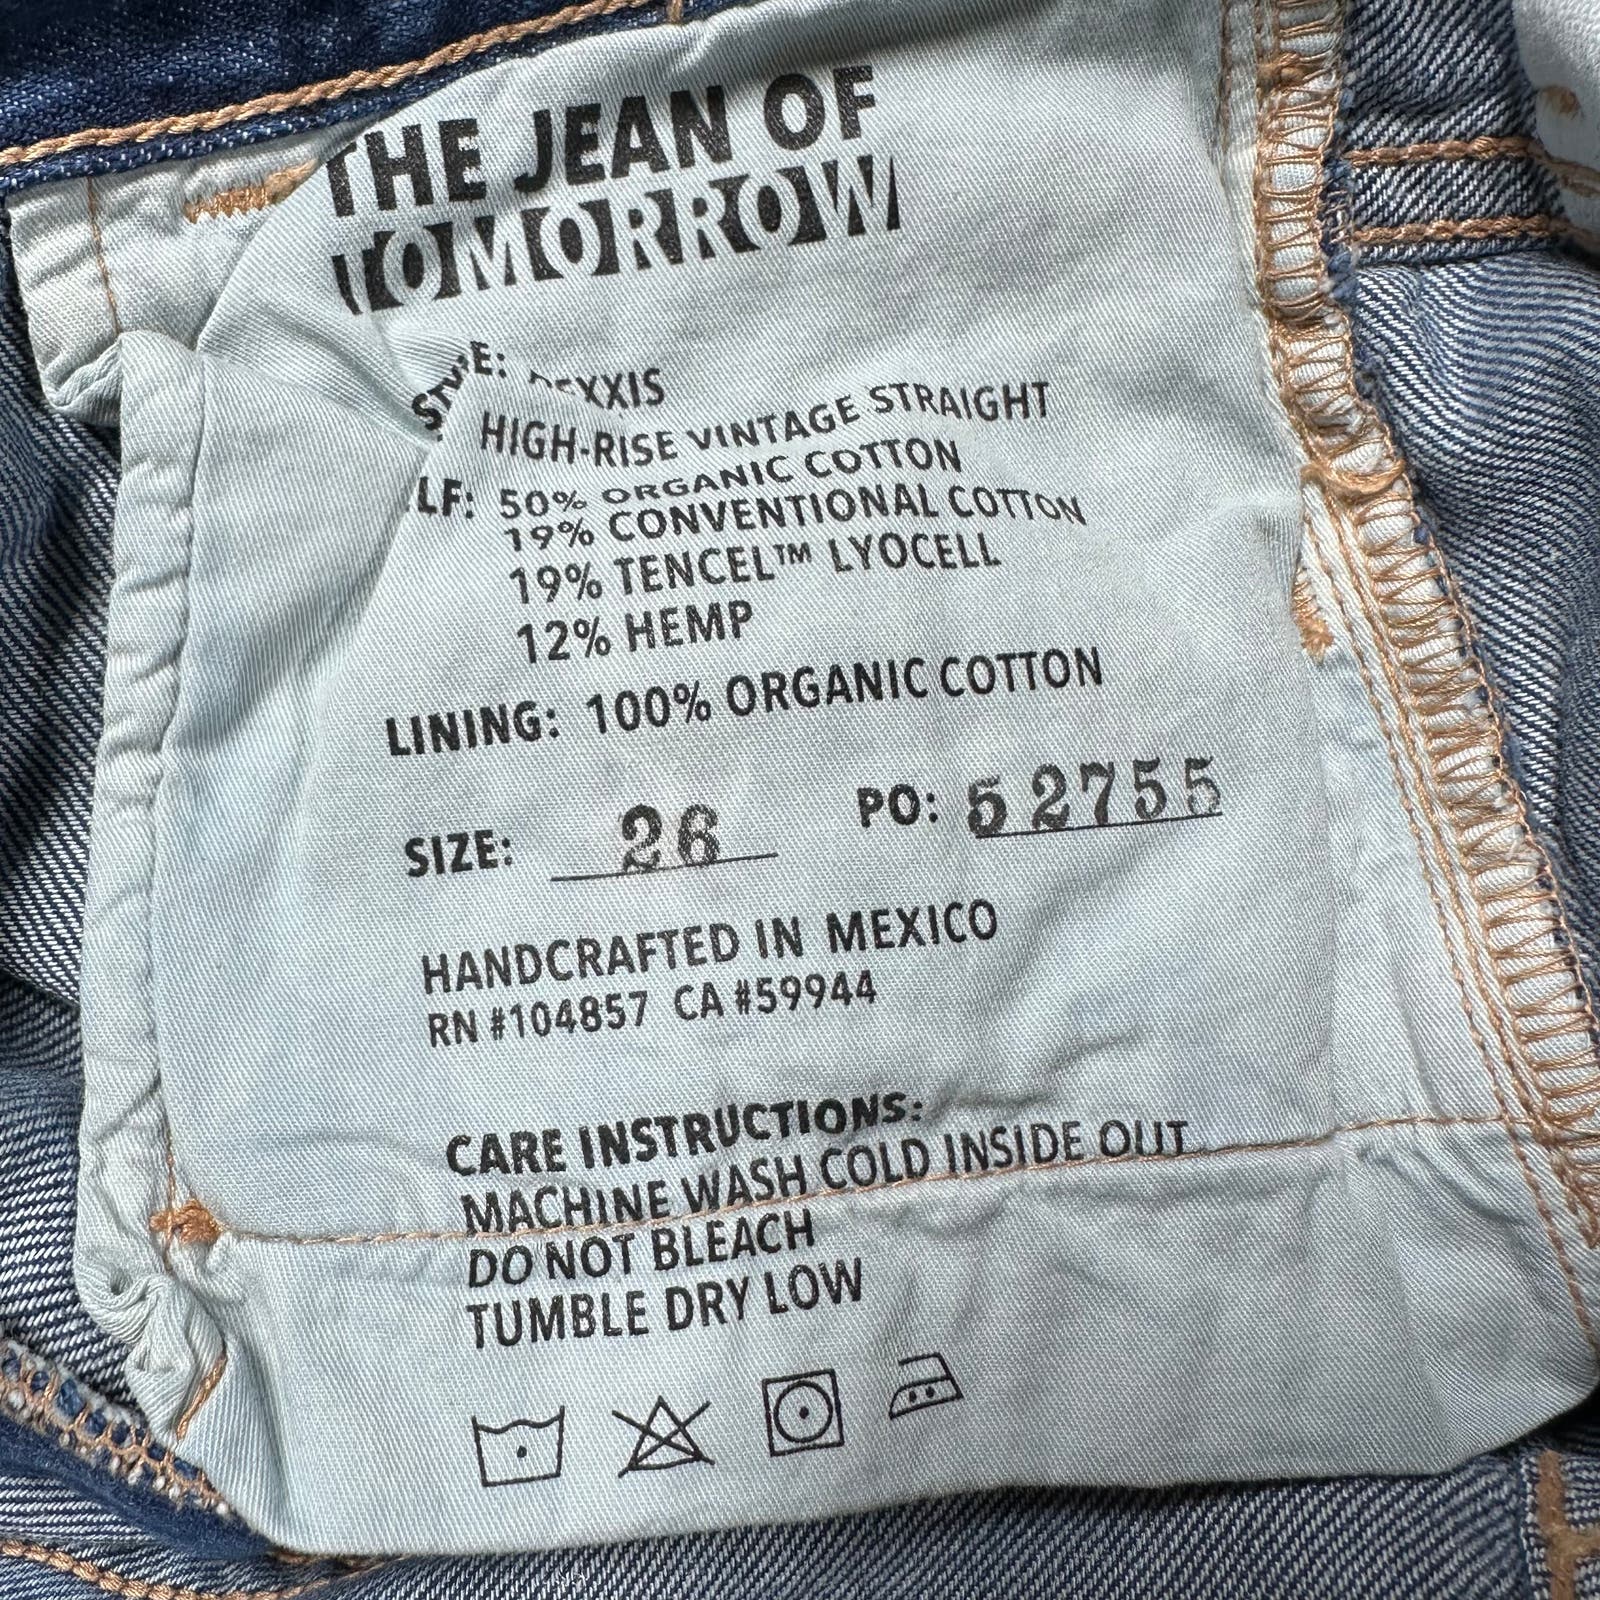 THE JEAN OF
TOMORROW
HIGH-RISE VINTAGE STRAIGHT
50% ORGANIC COTTON
19% CONVENTIONAL COTTON
19% TENCEL™ LYOCELL
12% HEMP
LINING: 100% ORGANIC COTTON
SIZE: 26 PO: 52755
HANDCRAFTED IN MEXICO
RN #104857 CA #59944
CARE INSTRUCTIONS:
MACHINE WASH COLD INSIDE OUT
DO NOT BLEACH
TUMBLE DRY LOW